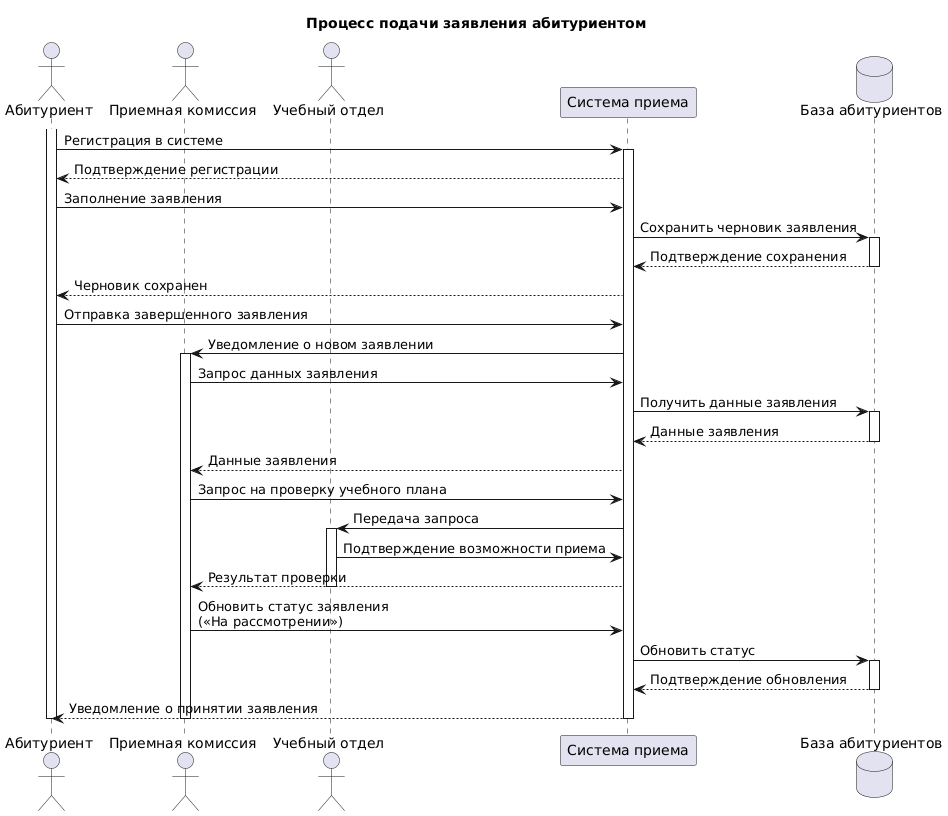 Процесс подачи заявления абитуриентом
Абитуриент
Приемная комиссия
Учебный отдел
Система приема
База абитуриентов
Регистрация в системе
Подтверждение регистрации
Заполнение заявления
Сохранить черновик заявления
Подтверждение сохранения
Черновик сохранен
Отправка завершенного заявления
Уведомление о новом заявлении
Запрос данных заявления
Получить данные заявления
Данные заявления
Данные заявления
Запрос на проверку учебного плана
Передача запроса
Подтверждение возможности приема
Результат проверки
Обновить статус заявления
(«На рассмотрении»)
Обновить статус
Подтверждение обновления
Уведомление о принятии заявления
Абитуриент
Приемная комиссия
Учебный отдел
Система приема
База абитуриентов